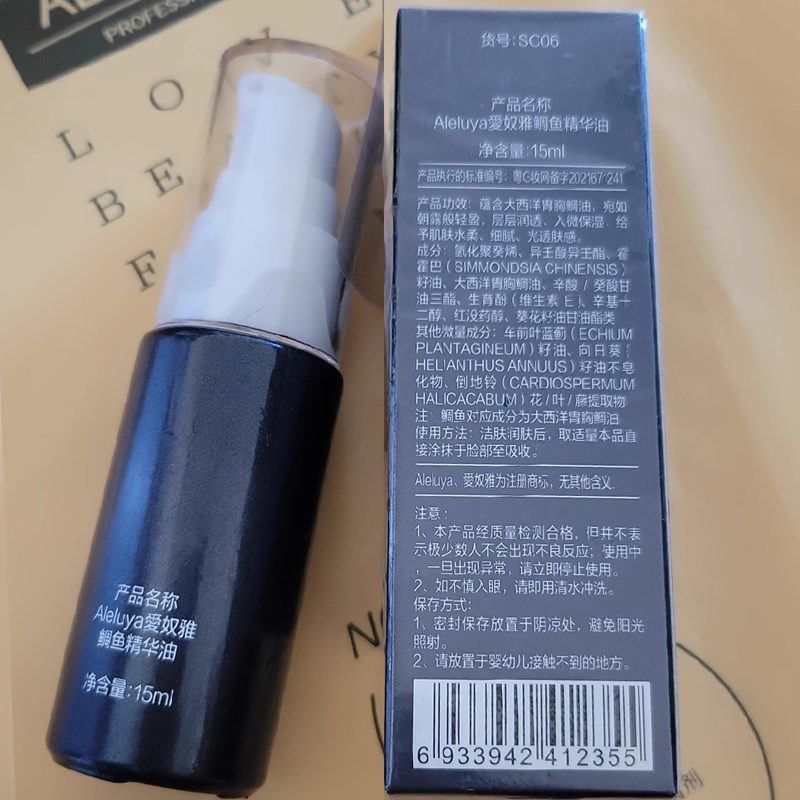 PROFESS
L O N
产品名称
Aleluya愛奴雅
鲷鱼精华油
净含量:15ml
货号:SC06
产品名称
Aleluya愛奴雅鲷鱼精华油
净含量:15ml
产品执行的标准编号：粤G妆网备字202167241
产品功效：蕴含大西洋胄胸鲷油，宛如
朝露般轻盈，层层润透、入微保湿，给
予肌肤水柔、细腻、光透肤感。
成分：氢化聚癸烯、异壬酸异壬酯、霍
霍巴（SIMMONDSIA CHINENSIS）
籽油、大西洋胄胸鲷油、辛酸/癸酸甘
油三酯、生育酚（维生素 E）、辛基十
二醇、红没药醇、葵花籽油甘油酯类
其他微量成分：车前叶蓝蓟（ECHIUM
PLANTAGINEUM）籽油、向日葵（
HELIANTHUS ANNUUS）籽油不皂
化物、倒地铃（CARDIOSPERMUM
HALICACABUM）花/叶/藤提取物
注：鲷鱼对应成分为大西洋胄胸鲷油
使用方法：洁肤润肤后，取适量本品直
接涂抹于脸部至吸收。
Aleluya、愛奴雅为注册商标，无其他含义.
注意：
1、本产品经质量检测合格，但并不表
示极少数人不会出现不良反应；使用中
，一旦出现异常，请立即停止使用。
2、如不慎入眼，请即用清水冲洗。
保存方式：
1、密封保存放置于阴凉处，避免阳光
照射。
2、请放置于婴幼儿接触不到的地方。
6 933942 412355